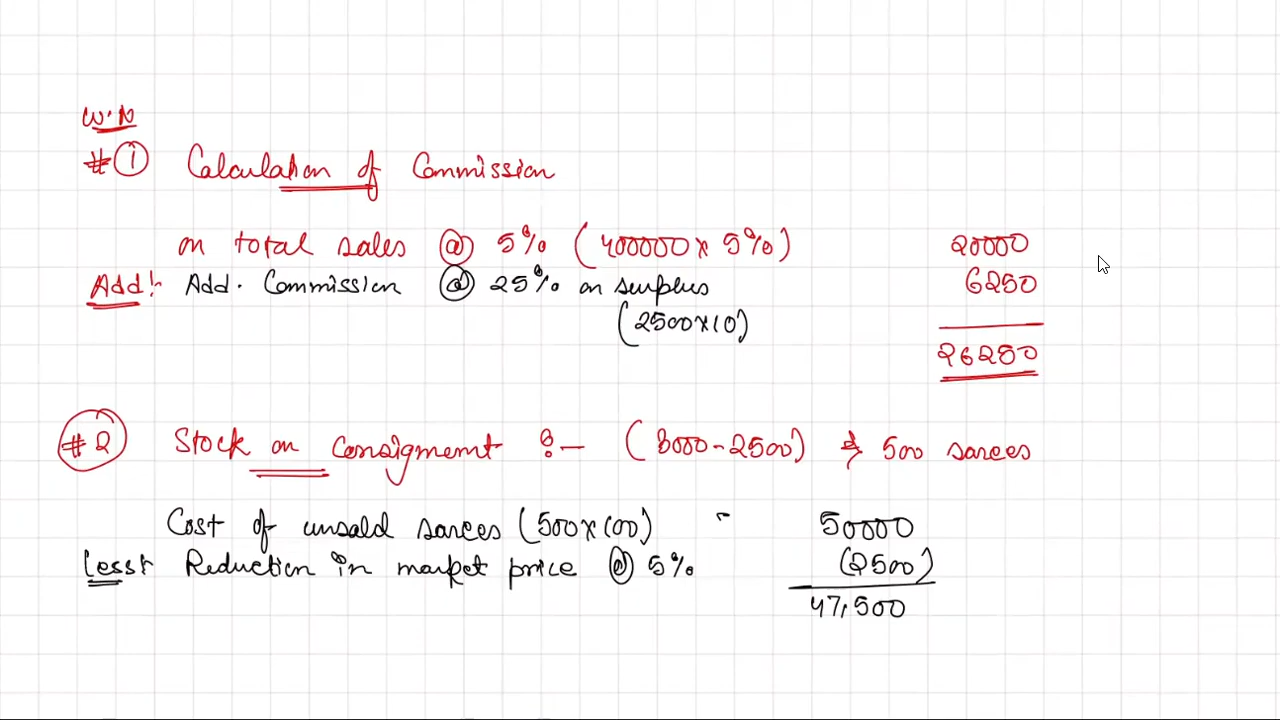 W.N
# ① Calculation of Commission
on total sales @ 5% (400000 x 5%) 20000
Add: Add. Commission @ 25% on surplus 6250
(2500x10)
26250
#2 Stock on Consigment :- (3000-2500) = 500 sarees
Cost of unsald sarees (500x100) = 50000
Less: Reduction in market price @ 5% (2500)
47,500